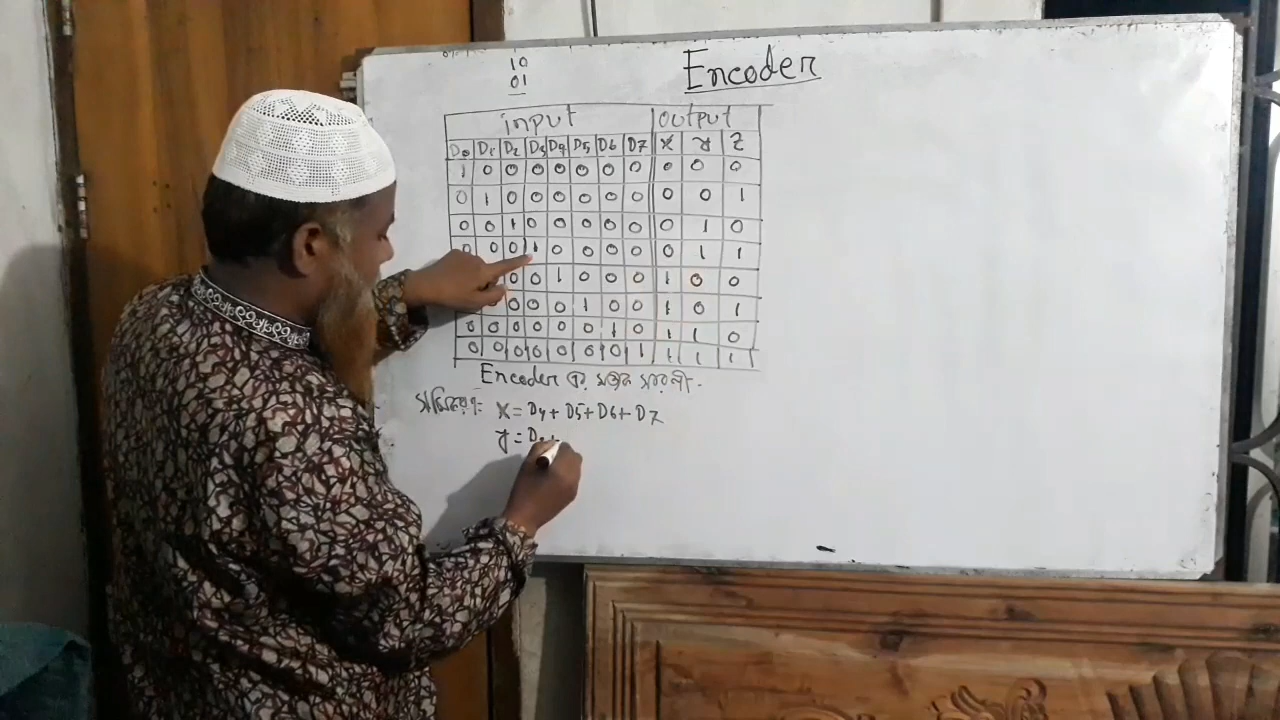 10
01
Encoder
input output
D0 D1 D2 D3 D4 D5 D6 D7 X Y Z
1 0 0 0 0 0 0 0 0 0 0
0 1 0 0 0 0 0 0 0 0 1
0 0 1 0 0 0 0 0 0 1 0
0 0 0 1 0 0 0 0 0 1 1
0 0 1 0 0 0 1 0 0
0 0 0 1 0 0 1 0 1
0 0 0 0 0 0 1 0 1 1 0
0 0 0 0 0 0 0 1 1 1 1
Encoder এর সত্যক সারণী.
সমীকরণ: X = D4 + D5 + D6 + D7
Y = D2 +